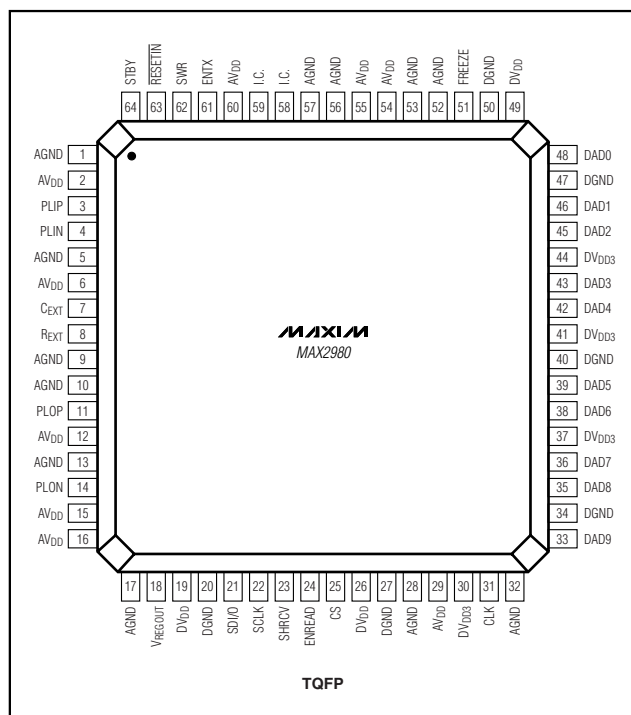 STBY
RESETIN
SWR
ENTX
AVDD
I.C.
I.C.
AGND
AGND
AVDD
AVDD
AGND
AGND
FREEZE
DGND
DVDD
64 63 62 61 60 59 58 57 56 55 54 53 52 51 50 49
AGND 1
AVDD 2
PLIP 3
PLIN 4
AGND 5
AVDD 6
CEXT 7
REXT 8
AGND 9
AGND 10
PLOP 11
AVDD 12
AGND 13
PLON 14
AVDD 15
AVDD 16
MAXIM
MAX2980
48 DAD0
47 DGND
46 DAD1
45 DAD2
44 DVDD3
43 DAD3
42 DAD4
41 DVDD3
40 DGND
39 DAD5
38 DAD6
37 DVDD3
36 DAD7
35 DAD8
34 DGND
33 DAD9
17 18 19 20 21 22 23 24 25 26 27 28 29 30 31 32
AGND
VREGOUT
DVDD
DGND
SDI/O
SCLK
SHRCV
ENREAD
CS
DVDD
DGND
AGND
AVDD
DVDD3
CLK
AGND
TQFP